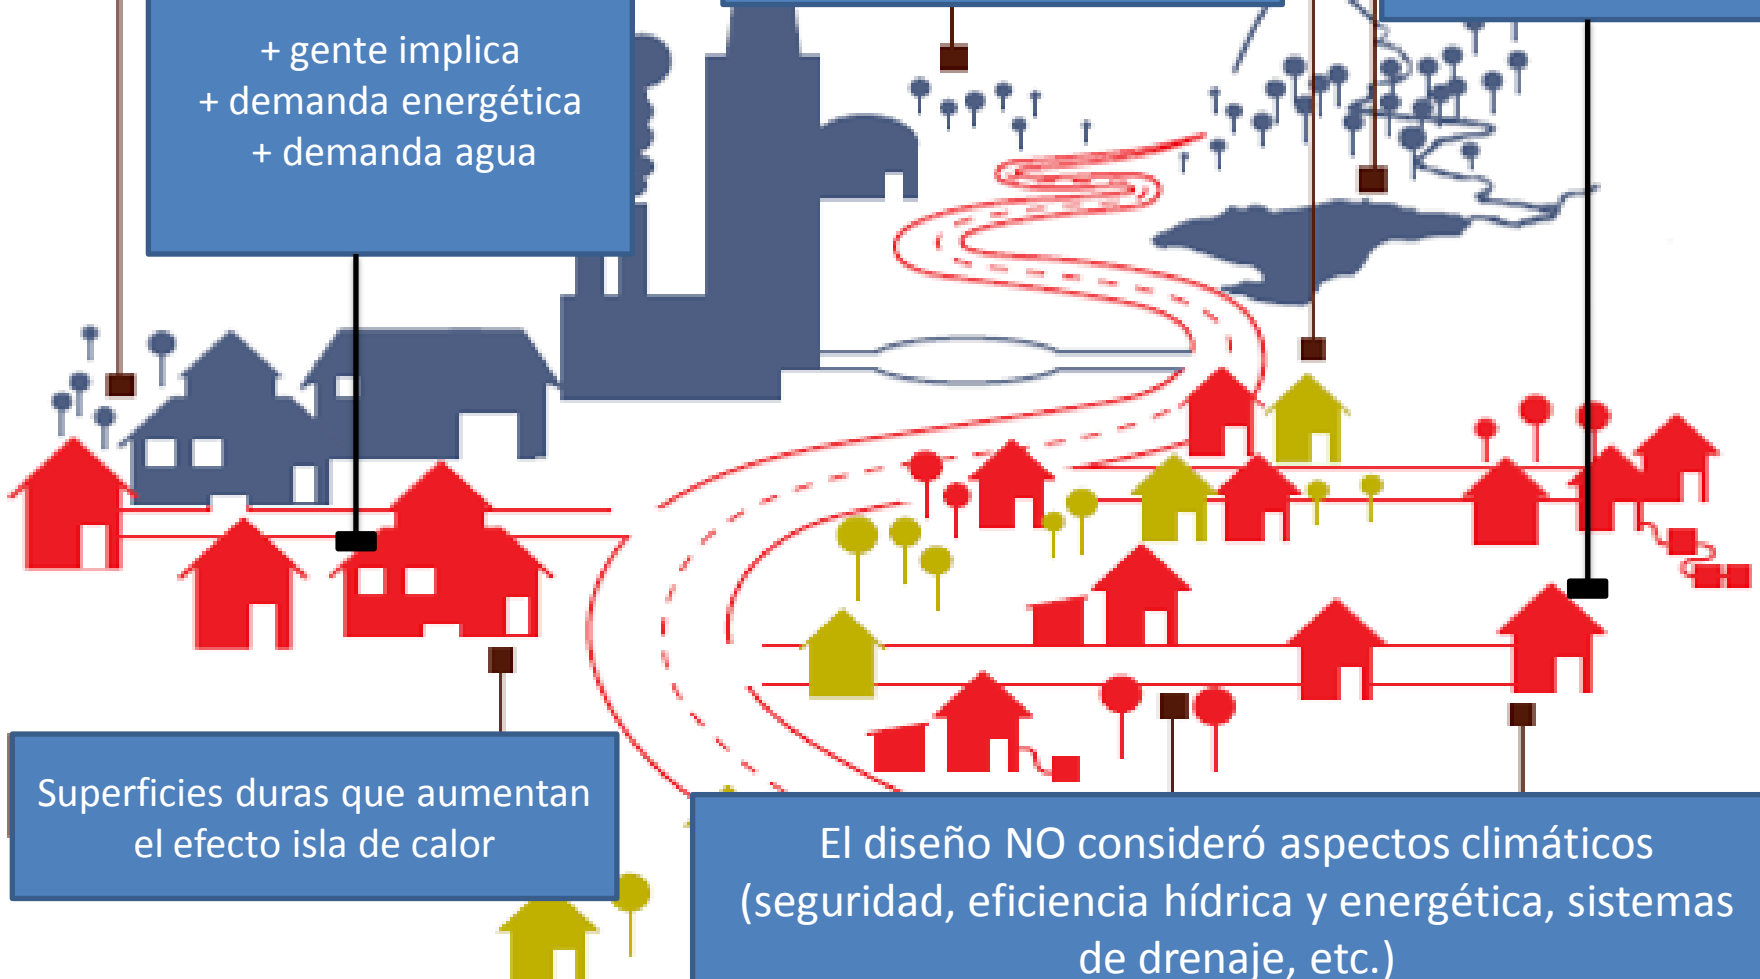 + gente implica
+ demanda energética
+ demanda agua
Superficies duras que aumentan
el efecto isla de calor
El diseño NO consideró aspectos climáticos
(seguridad, eficiencia hídrica y energética, sistemas
de drenaje, etc.)